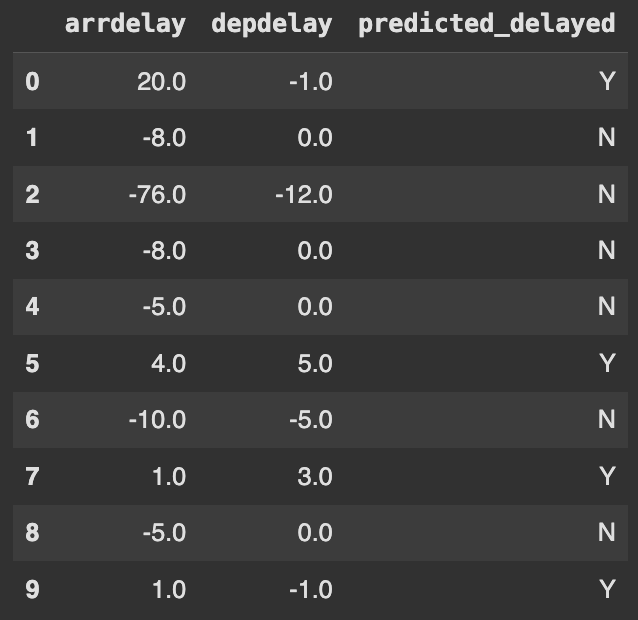 arrdelay depdelay predicted_delayed
0 20.0 -1.0 Y
1 -8.0 0.0 N
2 -76.0 -12.0 N
3 -8.0 0.0 N
4 -5.0 0.0 N
5 4.0 5.0 Y
6 -10.0 -5.0 N
7 1.0 3.0 Y
8 -5.0 0.0 N
9 1.0 -1.0 Y